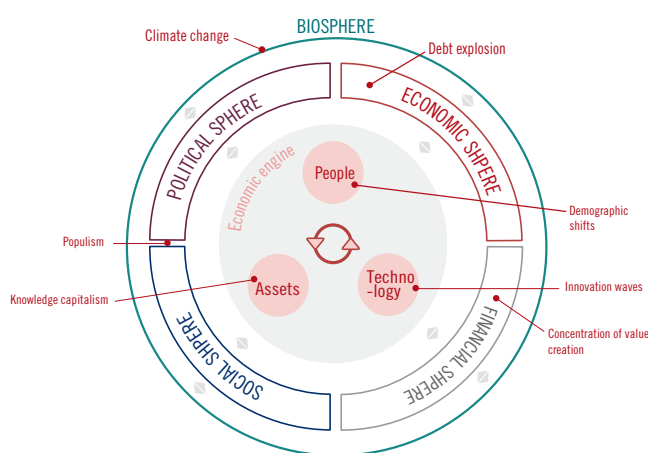 BIOSPHERE
Climate change
Debt explosion
POLITICAL SPHERE
ECONOMIC SHPERE
Economic engine
People
Demographic
shifts
Populism
Assets
Techno
-logy
Knowledge capitalism
Innovation waves
SOCIAL SHPERE
FINANCIAL SHPERE
Concentration of value
creation